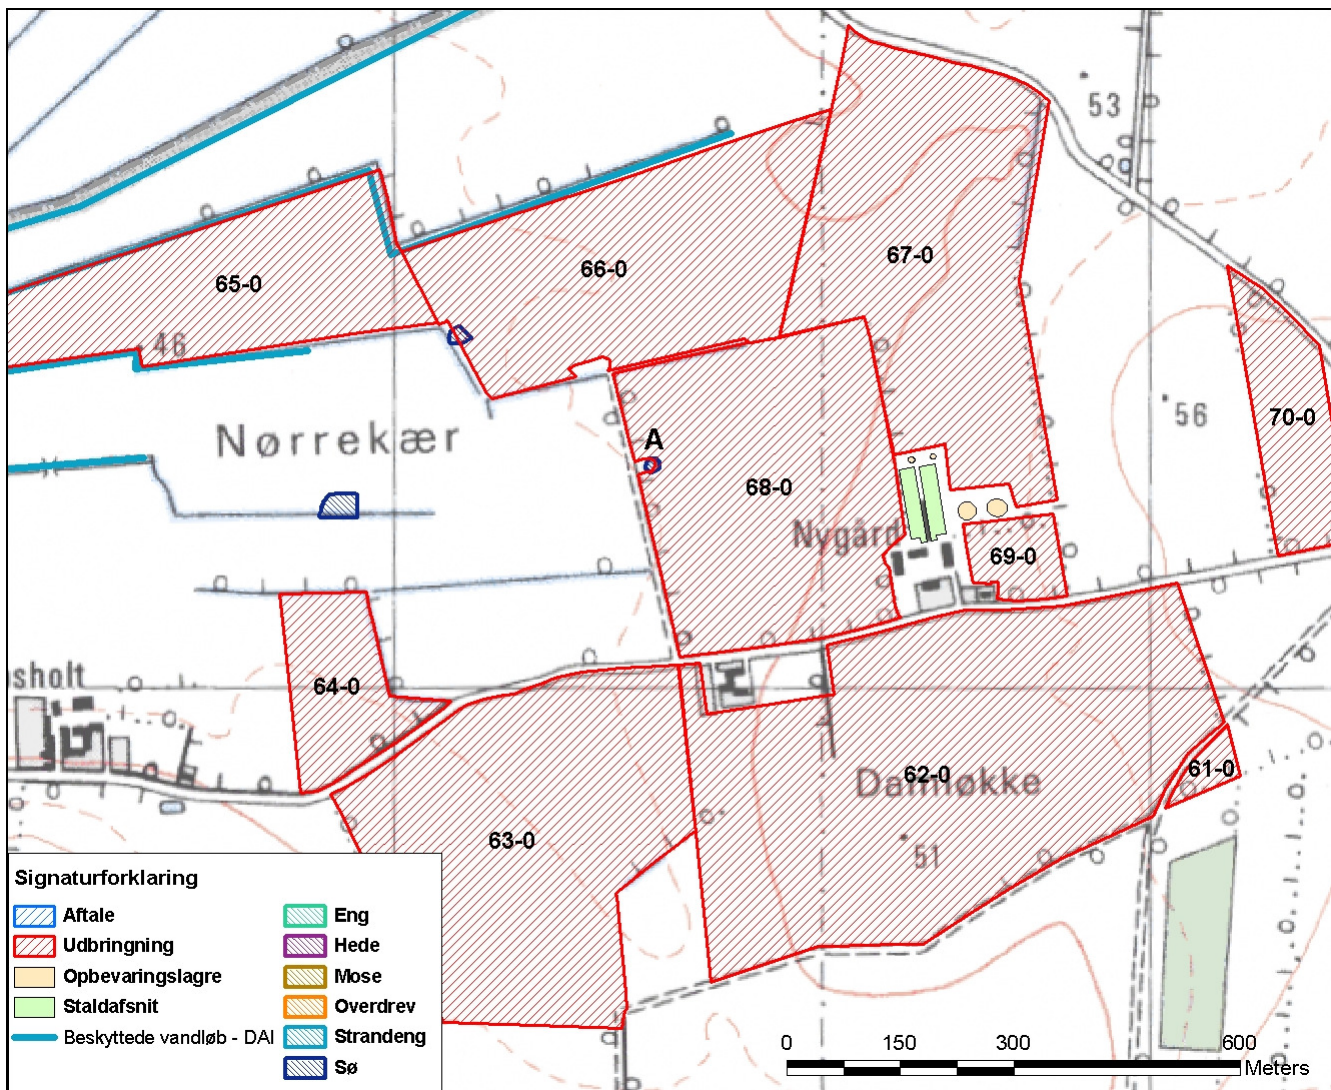 53
67-0
66-0
65-0
46
56
70-0
Nørrekær
A
68-0
Nygård
69-0
sholt
64-0
61-0
62-0
Damløkke
63-0
51
Signaturforklaring
Aftale
Udbringning
Opbevaringslagre
Staldafsnit
Beskyttede vandløb - DAI
Eng
Hede
Mose
Overdrev
Strandeng
Sø
0 150 300 600
Meters